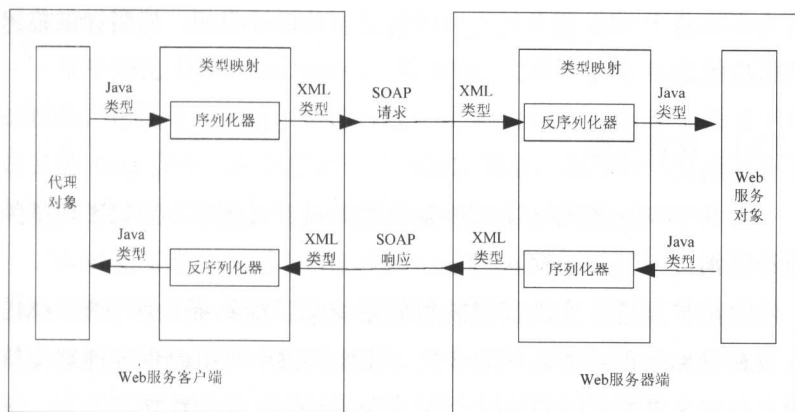 类型映射
类型映射
Java
类型
XML
类型
SOAP
请求
XML
类型
Java
类型
序列化器
反序列化器
代理
对象
Web
服务
对象
Java
类型
XML
类型
SOAP
响应
XML
类型
Java
类型
反序列化器
序列化器
Web服务客户端
Web服务器端